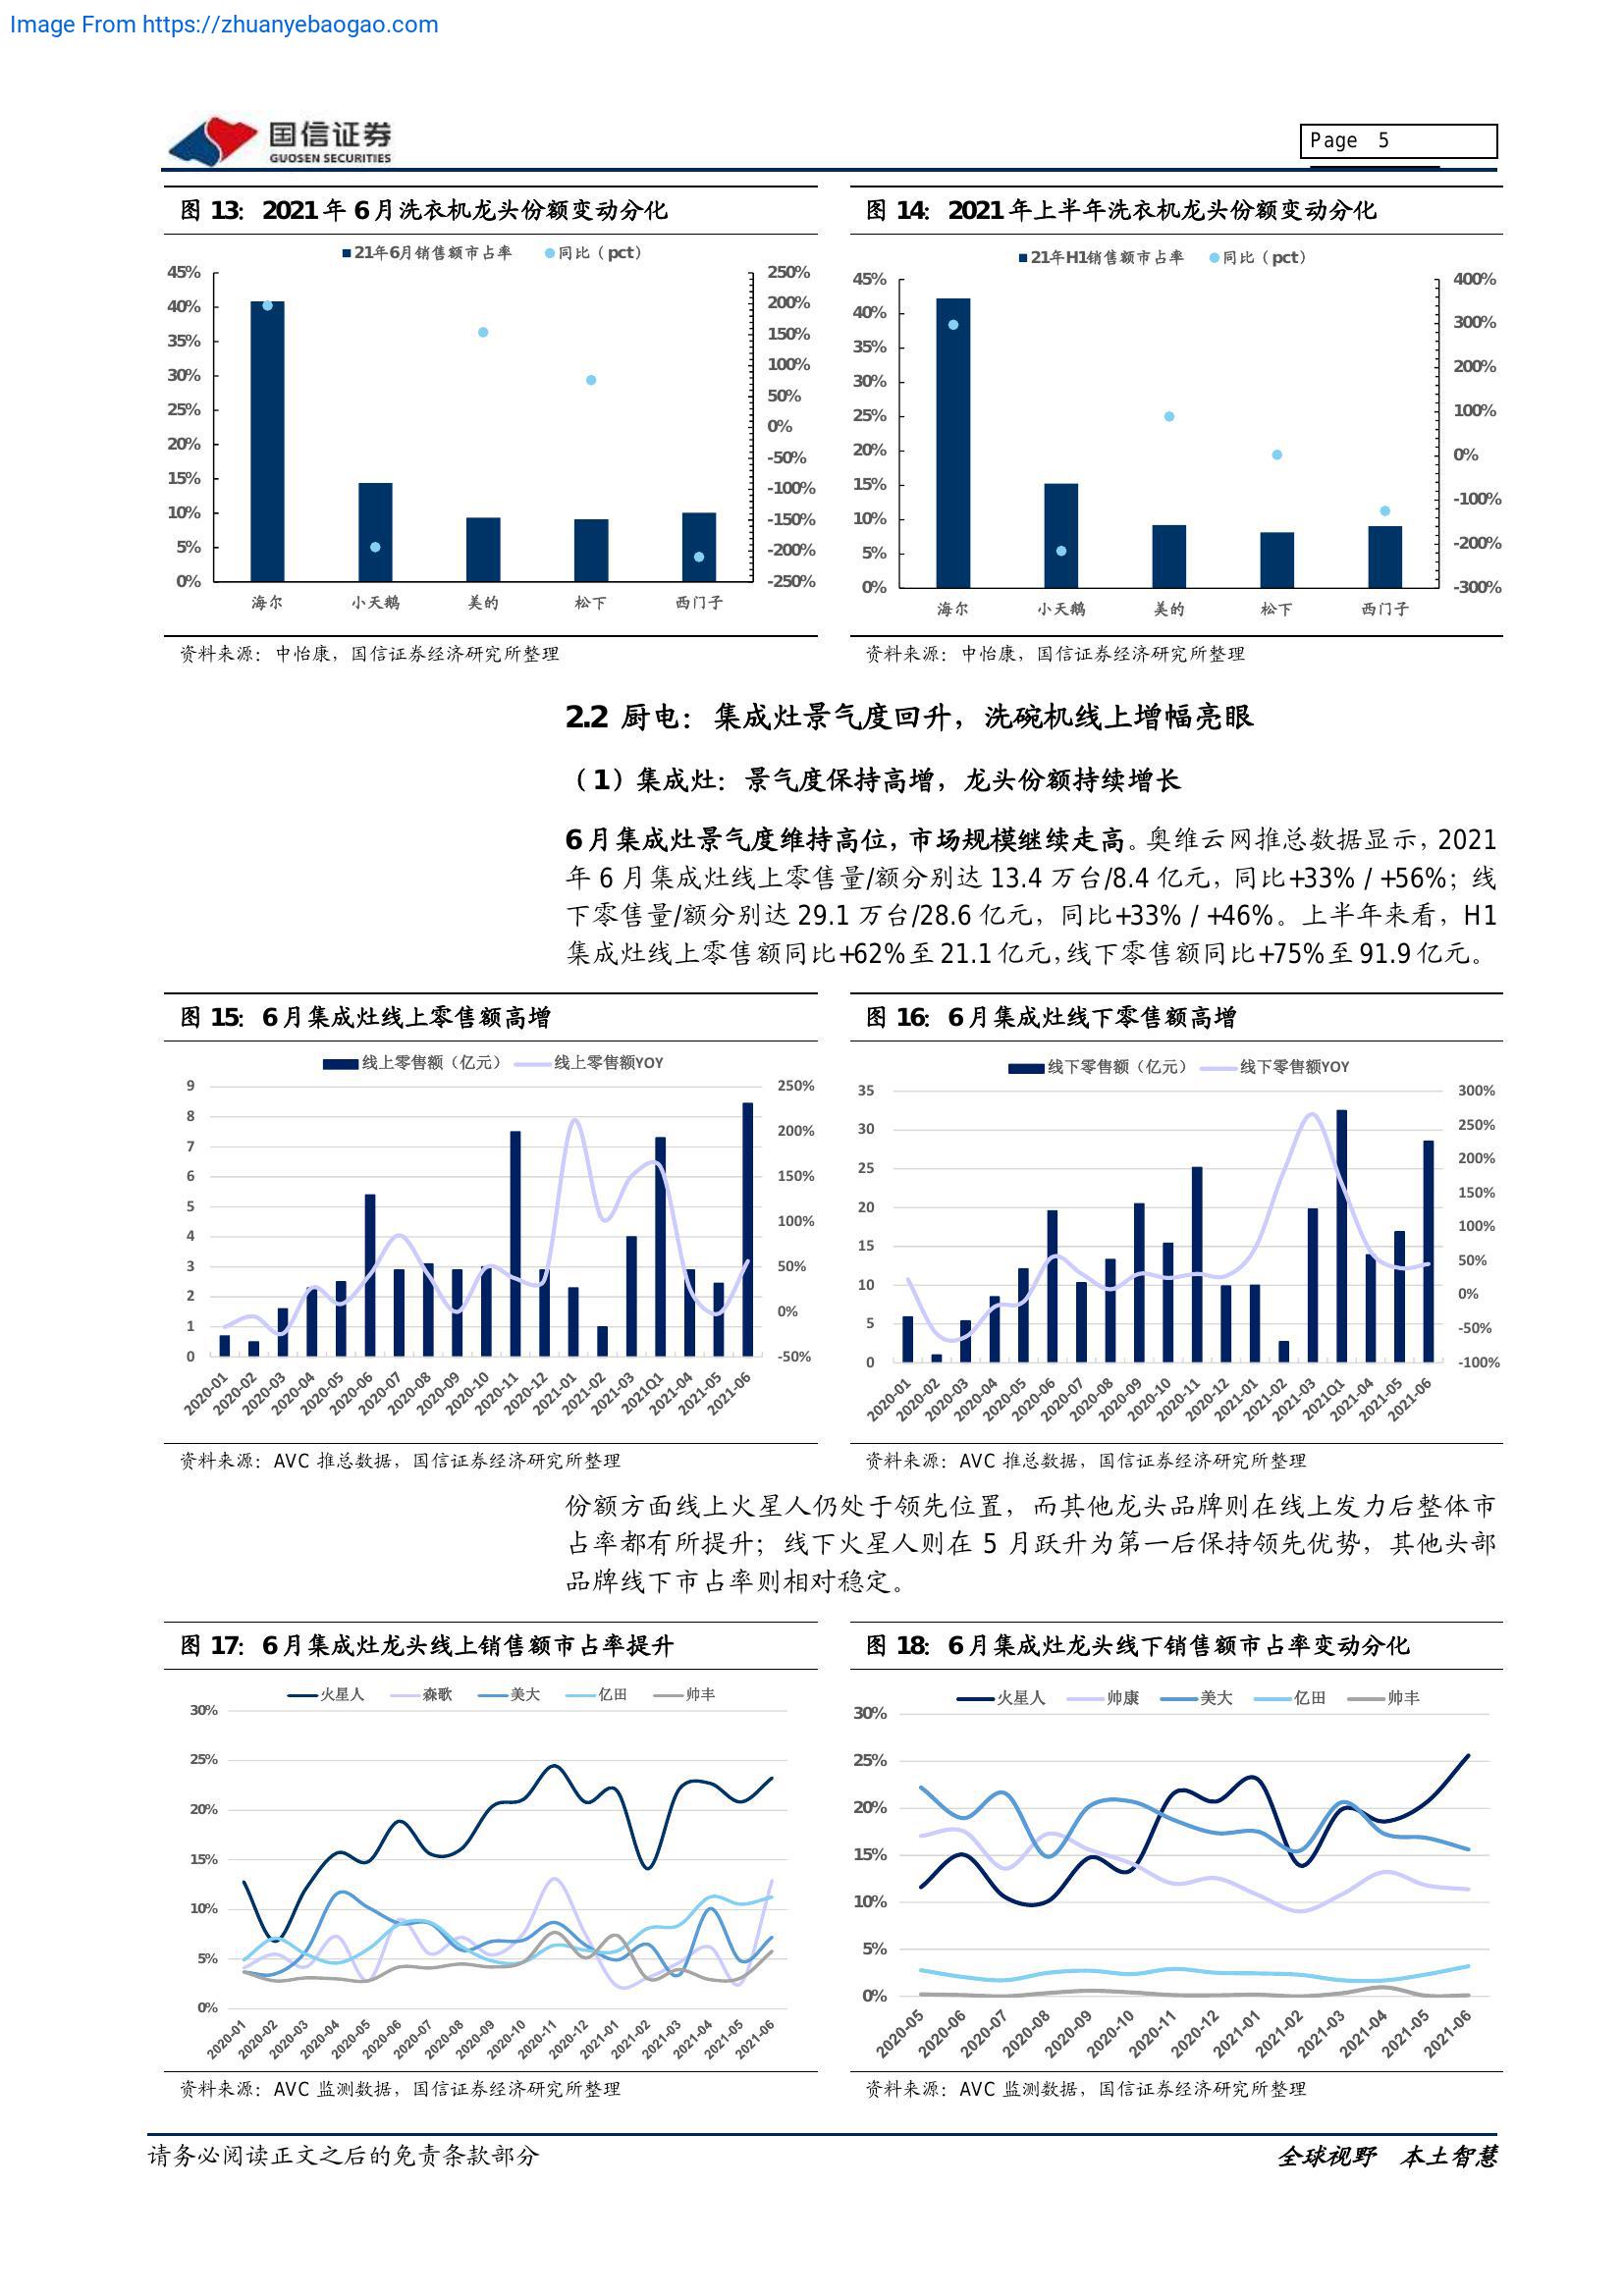 Image From https://zhuanyebaogao.com
国信证券
GUOSEN SECURITIES
Page 5
图 13: 2021 年 6 月洗衣机龙头份额变动分化
21年6月销售额市占率 同比（pct）
45%
40%
35%
30%
25%
20%
15%
10%
5%
0%
250%
200%
150%
100%
50%
0%
-50%
-100%
-150%
-200%
-250%
海尔 小天鹅 美的 松下 西门子
资料来源：中怡康，国信证券经济研究所整理
图 14: 2021 年上半年洗衣机龙头份额变动分化
21年H1销售额市占率 同比（pct）
45%
40%
35%
30%
25%
20%
15%
10%
5%
0%
400%
300%
200%
100%
0%
-100%
-200%
-300%
海尔 小天鹅 美的 松下 西门子
资料来源：中怡康，国信证券经济研究所整理
2.2 厨电：集成灶景气度回升，洗碗机线上增幅亮眼
（1）集成灶：景气度保持高增，龙头份额持续增长
6 月集成灶景气度维持高位，市场规模继续走高。奥维云网推总数据显示，2021
年 6 月集成灶线上零售量/额分别达 13.4 万台/8.4 亿元，同比+33% / +56%；线
下零售量/额分别达 29.1 万台/28.6 亿元，同比+33% / +46%。上半年来看，H1
集成灶线上零售额同比+62%至 21.1 亿元，线下零售额同比+75%至 91.9 亿元。
图 15: 6 月集成灶线上零售额高增
线上零售额（亿元） 线上零售额YOY
9
8
7
6
5
4
3
2
1
0
250%
200%
150%
100%
50%
0%
-50%
2020-01 2020-02 2020-03 2020-04 2020-05 2020-06 2020-07 2020-08 2020-09 2020-10 2020-11 2020-12 2021-01 2021-02 2021-03 2021Q1 2021-04 2021-05 2021-06
资料来源：AVC 推总数据，国信证券经济研究所整理
图 16: 6 月集成灶线下零售额高增
线下零售额（亿元） 线下零售额YOY
35
30
25
20
15
10
5
0
300%
250%
200%
150%
100%
50%
0%
-50%
-100%
2020-01 2020-02 2020-03 2020-04 2020-05 2020-06 2020-07 2020-08 2020-09 2020-10 2020-11 2020-12 2021-01 2021-02 2021-03 2021Q1 2021-04 2021-05 2021-06
资料来源：AVC 推总数据，国信证券经济研究所整理
份额方面线上火星人仍处于领先位置，而其他龙头品牌则在线上发力后整体市
占率都有所提升；线下火星人则在 5 月跃升为第一后保持领先优势，其他头部
品牌线下市占率则相对稳定。
图 17: 6 月集成灶龙头线上销售额市占率提升
火星人 森歌 美大 亿田 帅丰
30%
25%
20%
15%
10%
5%
0%
2020-01 2020-02 2020-03 2020-04 2020-05 2020-06 2020-07 2020-08 2020-09 2020-10 2020-11 2020-12 2021-01 2021-02 2021-03 2021-04 2021-05 2021-06
资料来源：AVC 监测数据，国信证券经济研究所整理
图 18: 6 月集成灶龙头线下销售额市占率变动分化
火星人 帅康 美大 亿田 帅丰
30%
25%
20%
15%
10%
5%
0%
2020-05 2020-06 2020-07 2020-08 2020-09 2020-10 2020-11 2020-12 2021-01 2021-02 2021-03 2021-04 2021-05 2021-06
资料来源：AVC 监测数据，国信证券经济研究所整理
请务必阅读正文之后的免责条款部分
全球视野 本土智慧